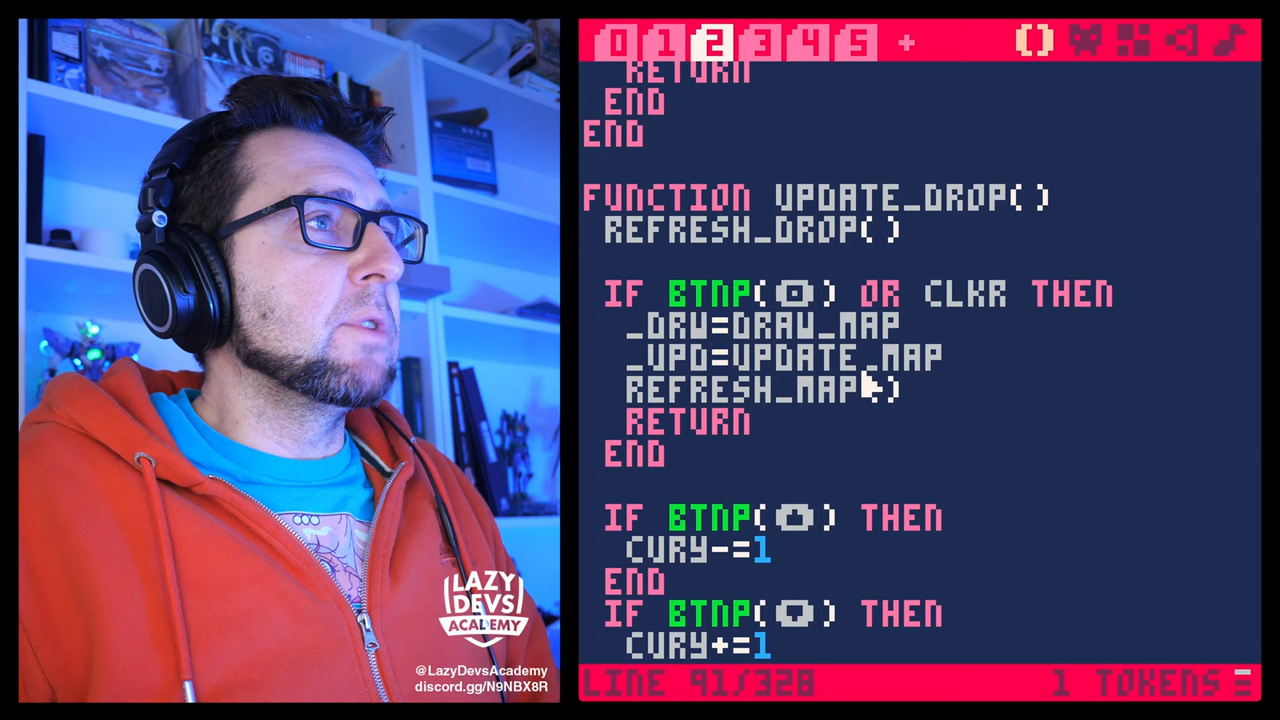 LAZY
DEVS
ACADEMY
@LazyDevsAcademy
discord.gg/N9NBX8R
0 1 2 3 4 5 +
RETURN
END
END
FUNCTION UPDATE_DROP()
REFRESH_DROP()
IF BTNP(🅾️) OR CLKR THEN
_DRW=DRAW_MAP
_UPD=UPDATE_MAP
REFRESH_MAP()
RETURN
END
IF BTNP(⬆️) THEN
CURY-=1
END
IF BTNP(⬇️) THEN
CURY+=1
LINE 91/328 1 TOKENS